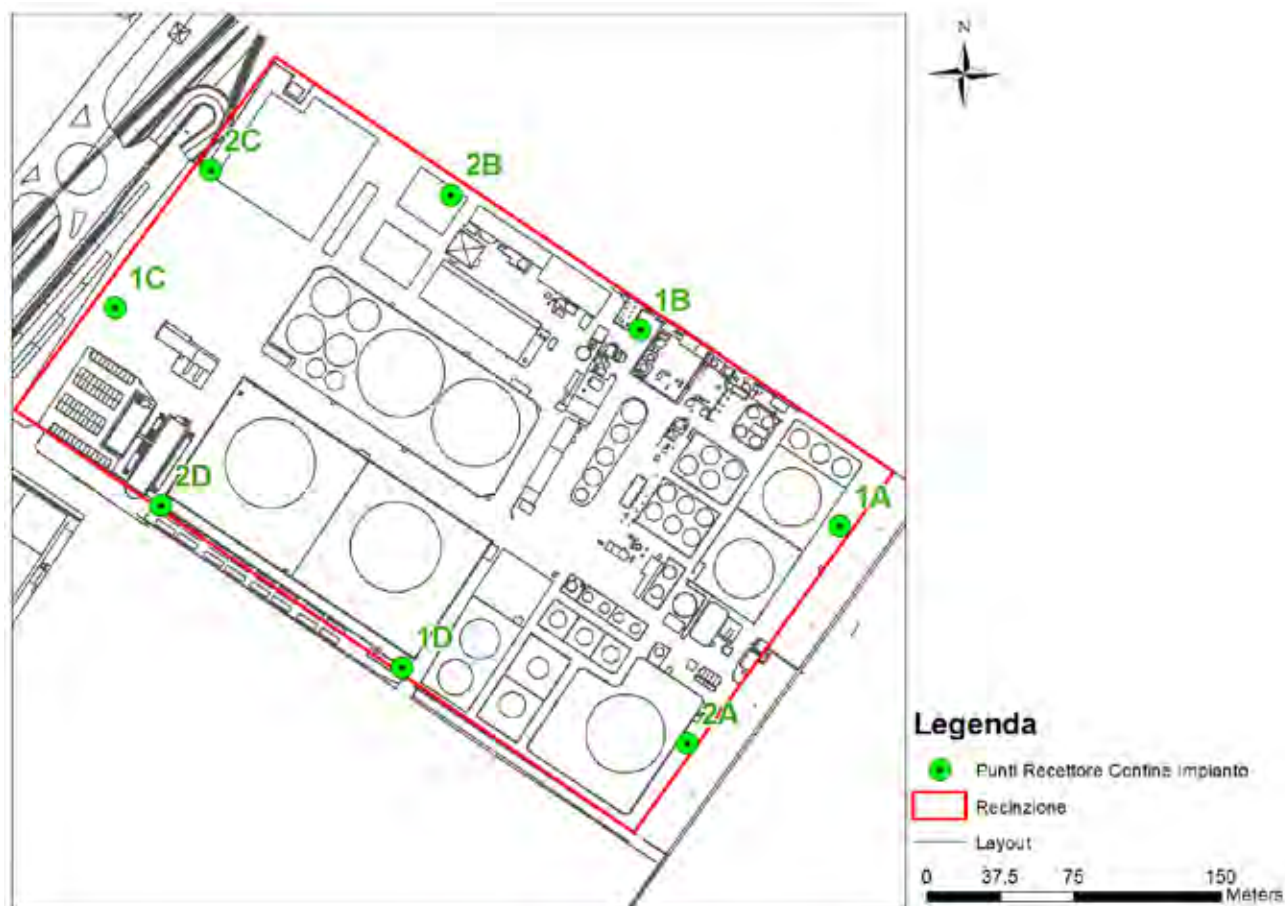 N
2C
2B
1C
1B
1A
2D
1D
2A
Legenda
Punti Recettore Confine Impianto
Recinzione
Layout
0 37.5 75 150
Meters